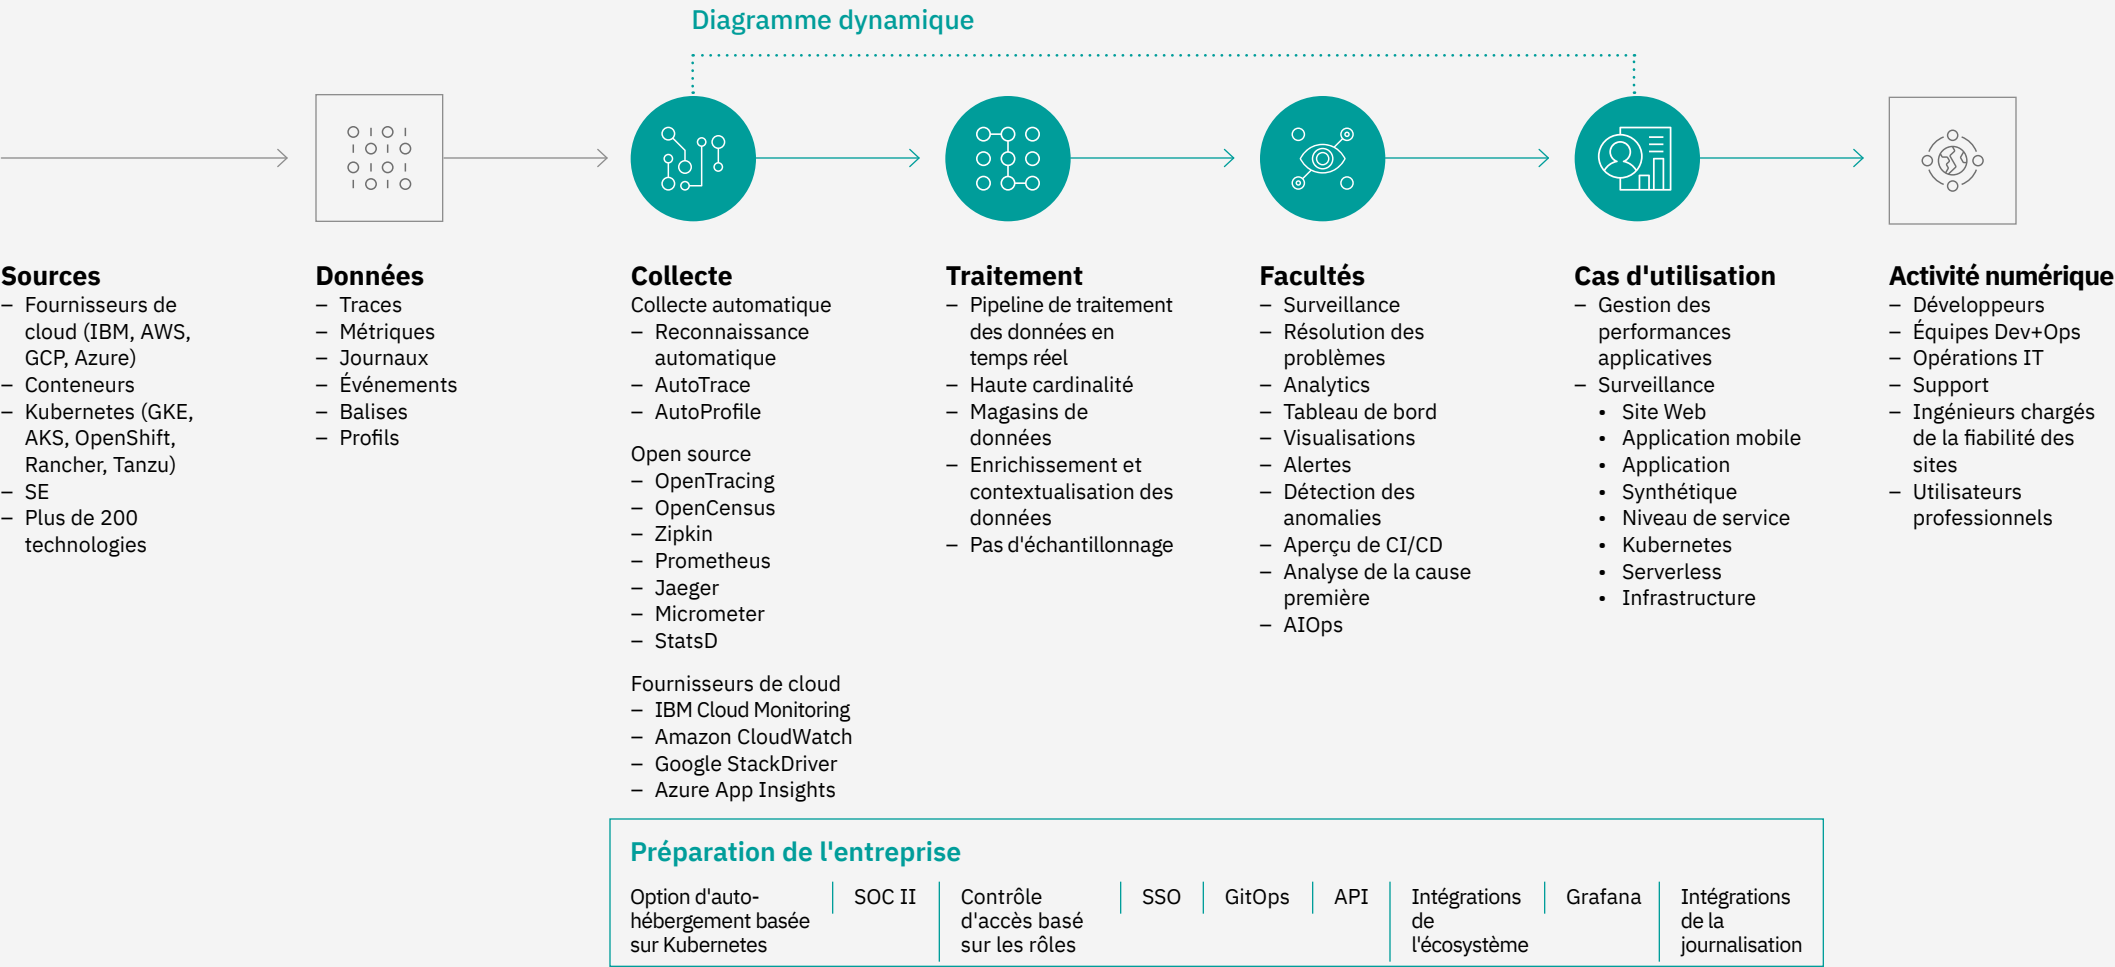 Diagramme dynamique
Sources
– Fournisseurs de
cloud (IBM, AWS,
GCP, Azure)
– Conteneurs
– Kubernetes (GKE,
AKS, OpenShift,
Rancher, Tanzu)
– SE
– Plus de 200
technologies
Données
– Traces
– Métriques
– Journaux
– Événements
– Balises
– Profils
Collecte
Collecte automatique
– Reconnaissance
automatique
– AutoTrace
– AutoProfile
Open source
– OpenTracing
– OpenCensus
– Zipkin
– Prometheus
– Jaeger
– Micrometer
– StatsD
Fournisseurs de cloud
– IBM Cloud Monitoring
– Amazon CloudWatch
– Google StackDriver
– Azure App Insights
Traitement
– Pipeline de traitement
des données en
temps réel
– Haute cardinalité
– Magasins de
données
– Enrichissement et
contextualisation des
données
– Pas d'échantillonnage
Facultés
– Surveillance
– Résolution des
problèmes
– Analytics
– Tableau de bord
– Visualisations
– Alertes
– Détection des
anomalies
– Aperçu de CI/CD
– Analyse de la cause
première
– AIOps
Cas d'utilisation
– Gestion des
performances
applicatives
– Surveillance
• Site Web
• Application mobile
• Application
• Synthétique
• Niveau de service
• Kubernetes
• Serverless
• Infrastructure
Activité numérique
– Développeurs
– Équipes Dev+Ops
– Opérations IT
– Support
– Ingénieurs chargés
de la fiabilité des
sites
– Utilisateurs
professionnels
Préparation de l'entreprise
Option d'auto-
hébergement basée
sur Kubernetes
SOC II
Contrôle
d'accès basé
sur les rôles
SSO
GitOps
API
Intégrations
de
l'écosystème
Grafana
Intégrations
de la
journalisation